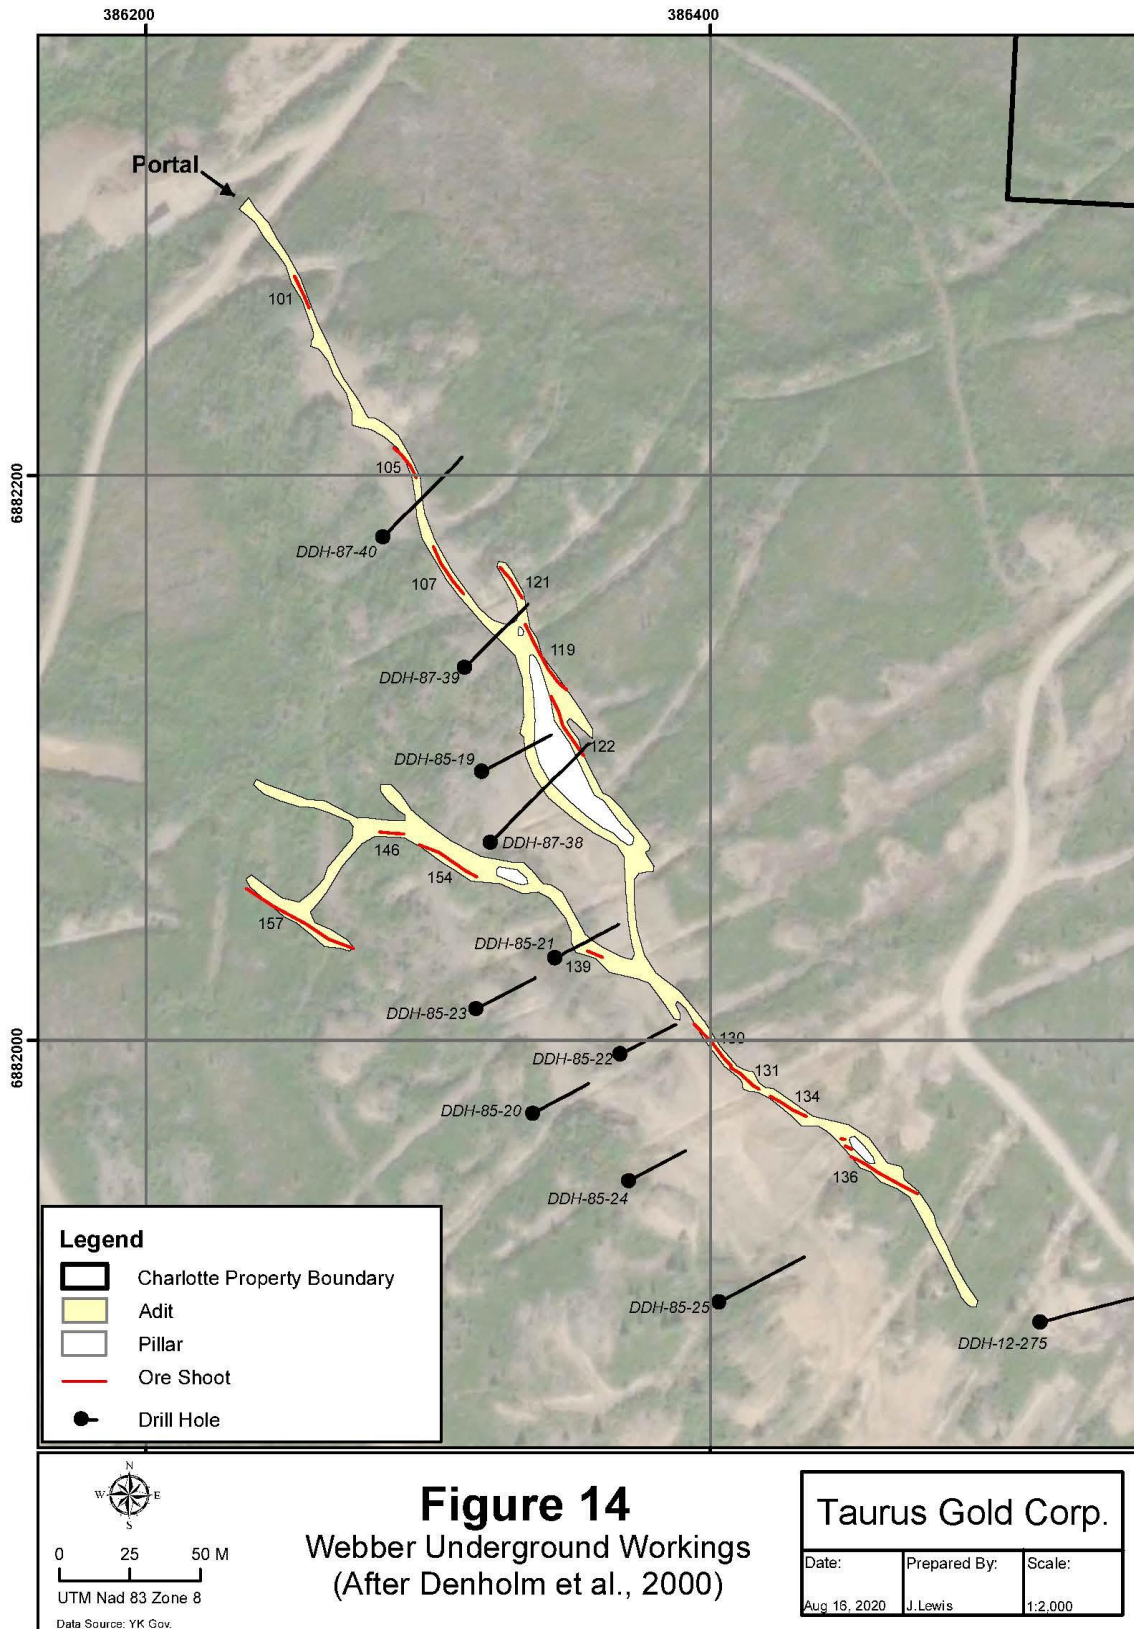 386200
386400
Portal
101
6882200
105
DDH-87-40
107
121
119
DDH-87-39
122
DDH-85-19
DDH-87-38
146
154
157
DDH-85-21
139
DDH-85-23
6882000
130
DDH-85-22
131
134
DDH-85-20
136
DDH-85-24
DDH-85-25
DDH-12-275
Legend
Charlotte Property Boundary
Adit
Pillar
Ore Shoot
Drill Hole
N
W E
S
0 25 50 M
UTM Nad 83 Zone 8
Data Source: YK Gov.
Figure 14
Webber Underground Workings
(After Denholm et al., 2000)
Taurus Gold Corp.
Date: Prepared By: Scale:
Aug 16, 2020 J.Lewis 1:2,000